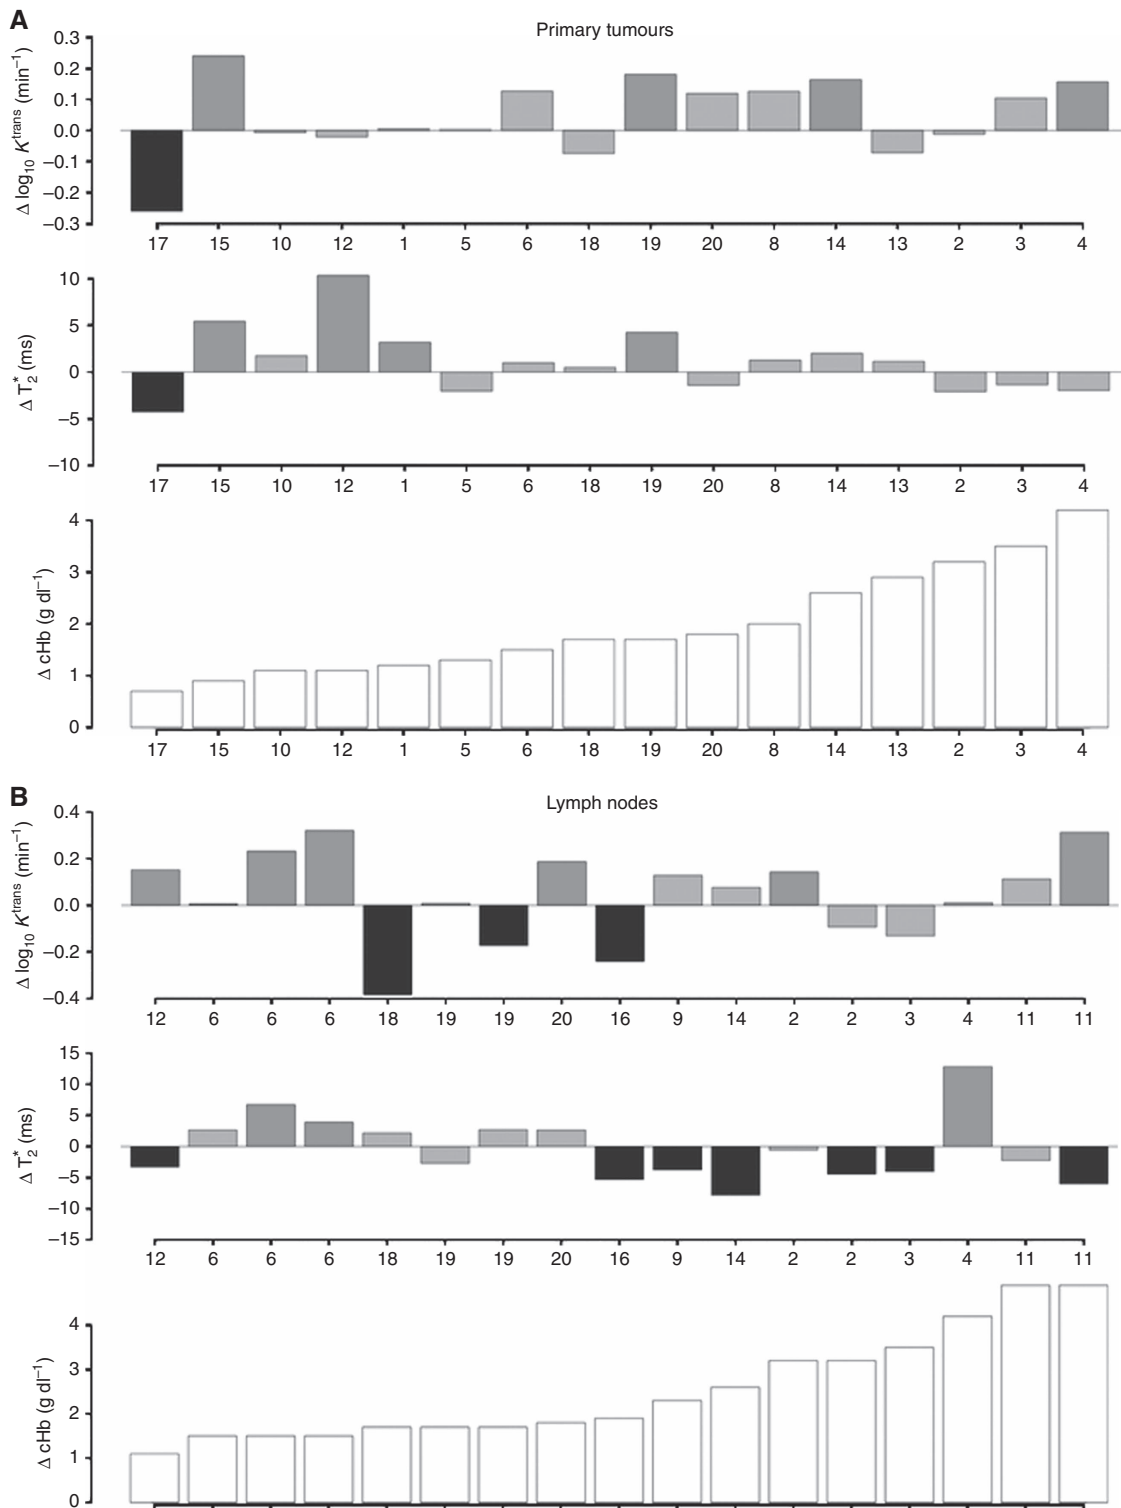 A
Primary tumours
Δ log10 Ktrans (min–1)
0.3
0.2
0.1
0.0
–0.1
–0.2
–0.3
17 15 10 12 1 5 6 18 19 20 8 14 13 2 3 4
Δ T2* (ms)
10
5
0
–5
–10
17 15 10 12 1 5 6 18 19 20 8 14 13 2 3 4
Δ cHb (g dl–1)
4
3
2
1
0
17 15 10 12 1 5 6 18 19 20 8 14 13 2 3 4
B
Lymph nodes
Δ log10 Ktrans (min–1)
0.4
0.2
0.0
–0.2
–0.4
12 6 6 6 18 19 19 20 16 9 14 2 2 3 4 11 11
Δ T2* (ms)
15
10
5
0
–5
–10
–15
12 6 6 6 18 19 19 20 16 9 14 2 2 3 4 11 11
Δ cHb (g dl–1)
4
3
2
1
0